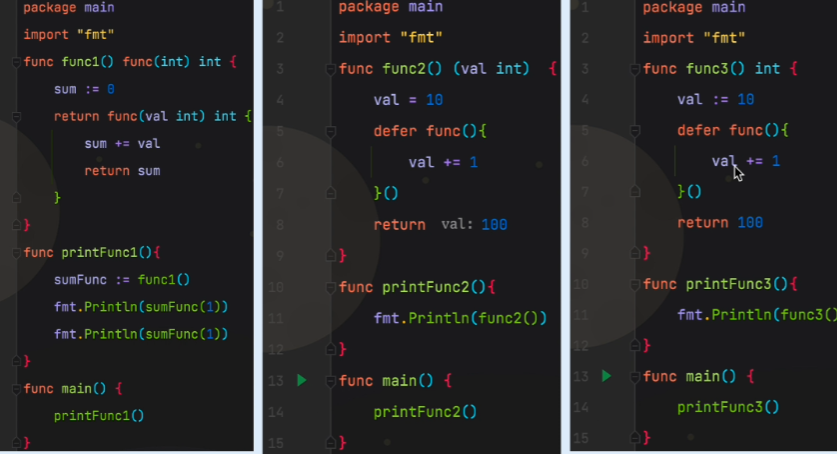 package main
import "fmt"
func func1() func(int) int {
sum := 0
return func(val int) int {
sum += val
return sum
}
}
func printFunc1(){
sumFunc := func1()
fmt.Println(sumFunc(1))
fmt.Println(sumFunc(1))
}
func main() {
printFunc1()
}
1 package main
2 import "fmt"
3 func func2() (val int) {
4 val = 10
5 defer func(){
6 val += 1
7 }()
8 return val: 100
9 }
10 func printFunc2(){
11 fmt.Println(func2())
12 }
13 func main() {
14 printFunc2()
15 }
1 package main
2 import "fmt"
3 func func3() int {
4 val := 10
5 defer func(){
6 val += 1
7 }()
8 return 100
9 }
10 func printFunc3(){
11 fmt.Println(func3()
12 }
13 func main() {
14 printFunc3()
15 }